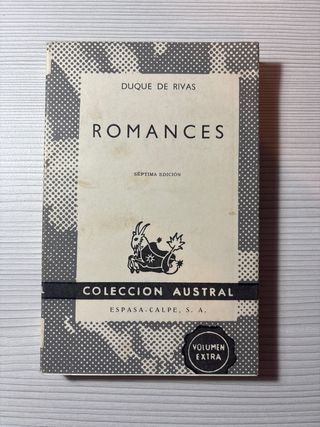 DUQUE DE RIVAS
ROMANCES
SÉPTIMA EDICIÓN
COLECCION AUSTRAL
ESPASA-CALPE, S. A.
VOLUMEN
EXTRA